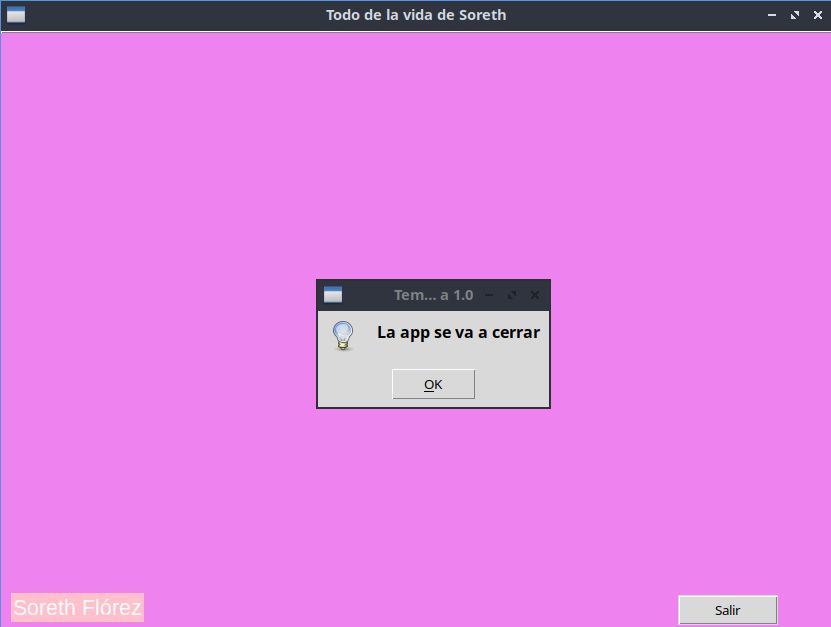 Todo de la vida de Soreth
Tem... a 1.0
La app se va a cerrar
OK
Soreth Flórez
Salir